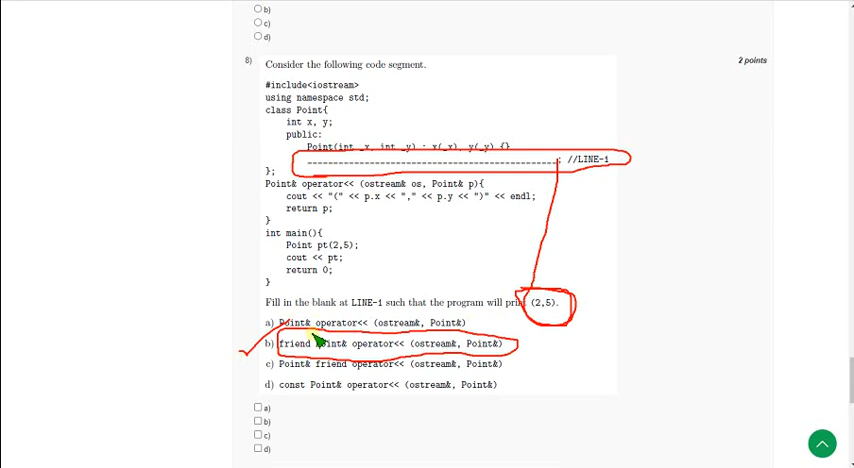 b)
c)
d)
8) Consider the following code segment. 2 points
#include<iostream>
using namespace std;
class Point{
int x, y;
public:
Point(int _x, int _y) : x(_x), y(_y) {}
____________________________________________; //LINE-1
};
Point& operator<< (ostream& os, Point& p){
cout << "(" << p.x << "," << p.y << ")" << endl;
return p;
}
int main(){
Point pt(2,5);
cout << pt;
return 0;
}
Fill in the blank at LINE-1 such that the program will print (2,5).
a) Point& operator<< (ostream&, Point&)
b) friend Point& operator<< (ostream&, Point&)
c) Point& friend operator<< (ostream&, Point&)
d) const Point& operator<< (ostream&, Point&)
a)
b)
c)
d)